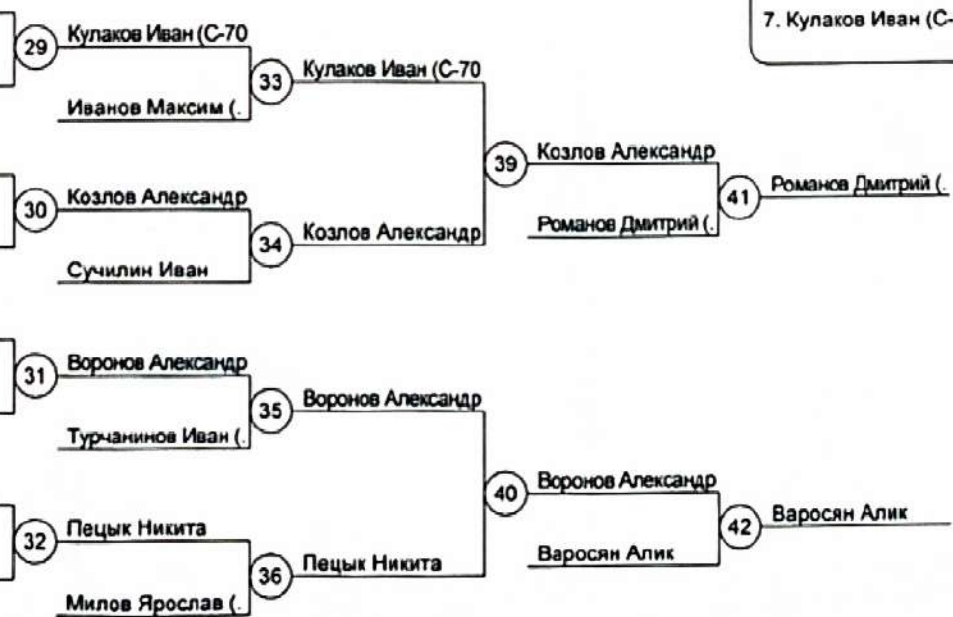 7. Кулаков Иван (С-
29 Кулаков Иван (С-70
33 Кулаков Иван (С-70
Иванов Максим (.
39 Козлов Александр
41 Романов Дмитрий (.
30 Козлов Александр
Романов Дмитрий (.
34 Козлов Александр
Сучилин Иван
31 Воронов Александр
35 Воронов Александр
Турчанинов Иван (.
40 Воронов Александр
42 Варосян Алик
32 Пецык Никита
Варосян Алик
36 Пецык Никита
Милов Ярослав (.